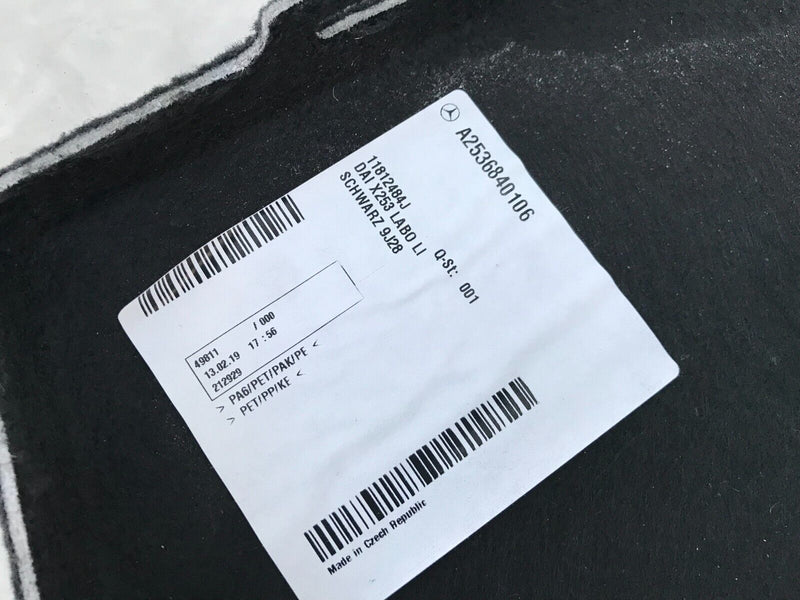 A2536840106
11812484J
DAI X253 LABO LI
SCHWARZ 9J28
Q-St: 001
49811 / 000
13.02.19 17:56
212929
> PA6/PET/PAK/PE <
> PET/PP/KE <
Made in Czech Republic